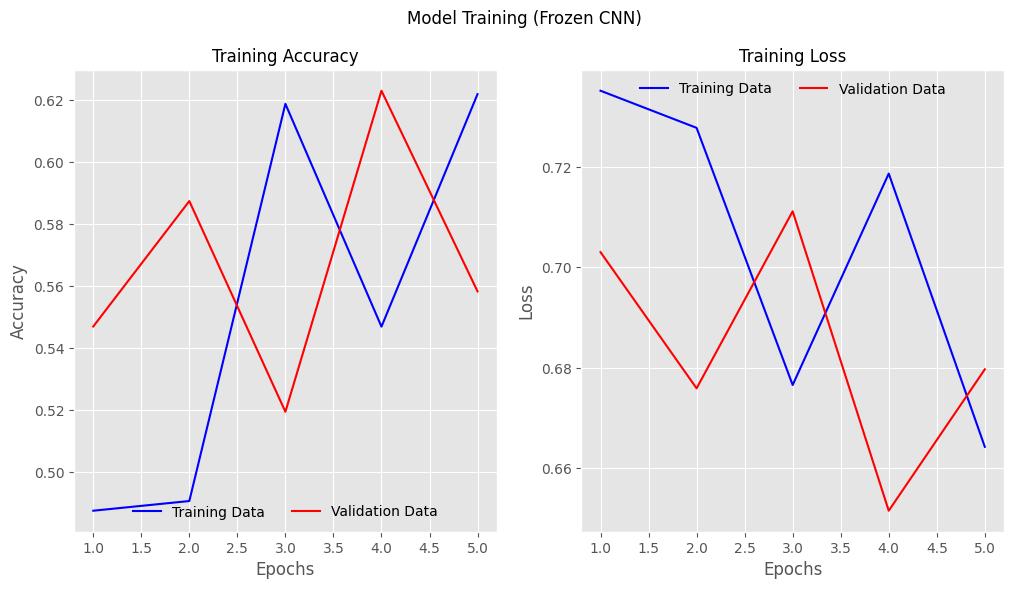 Model Training (Frozen CNN)
Training Accuracy
Accuracy
0.62
0.60
0.58
0.56
0.54
0.52
0.50
Training Data
Validation Data
1.0 1.5 2.0 2.5 3.0 3.5 4.0 4.5 5.0
Epochs
Training Loss
Training Data
Validation Data
Loss
0.72
0.70
0.68
0.66
1.0 1.5 2.0 2.5 3.0 3.5 4.0 4.5 5.0
Epochs